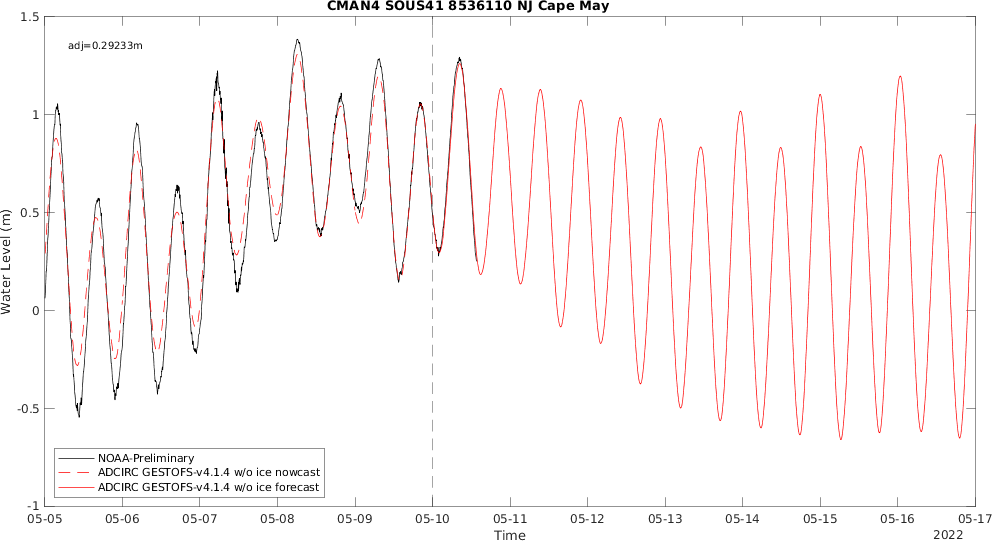 CMAN4 SOUS41 8536110 NJ Cape May
adj=0.29233m
1.5
1
0.5
0
-0.5
-1
Water Level (m)
NOAA-Preliminary
ADCIRC GESTOFS-v4.1.4 w/o ice nowcast
ADCIRC GESTOFS-v4.1.4 w/o ice forecast
05-05 05-06 05-07 05-08 05-09 05-10 05-11 05-12 05-13 05-14 05-15 05-16 05-17
Time
2022